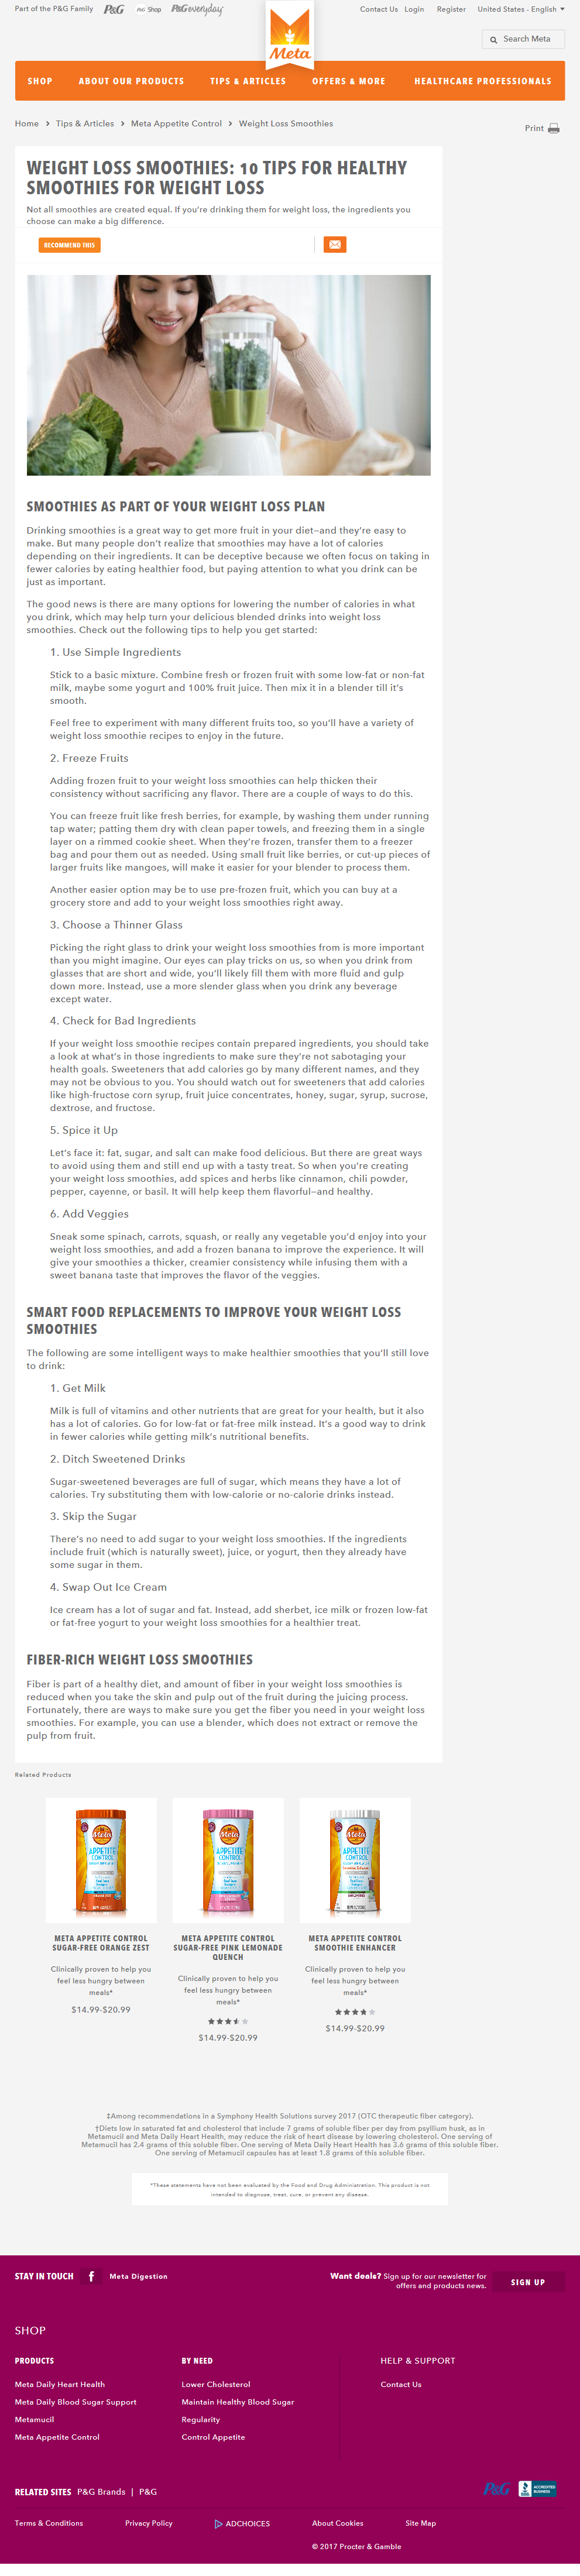 Part of the P&G Family P&G P&G Shop P&G everyday
Contact Us Login Register United States - English
Meta
Search Meta
SHOP ABOUT OUR PRODUCTS TIPS & ARTICLES OFFERS & MORE HEALTHCARE PROFESSIONALS
Home > Tips & Articles > Meta Appetite Control > Weight Loss Smoothies
Print
WEIGHT LOSS SMOOTHIES: 10 TIPS FOR HEALTHY
SMOOTHIES FOR WEIGHT LOSS
Not all smoothies are created equal. If you're drinking them for weight loss, the ingredients you
choose can make a big difference.
RECOMMEND THIS
SMOOTHIES AS PART OF YOUR WEIGHT LOSS PLAN
Drinking smoothies is a great way to get more fruit in your diet—and they're easy to
make. But many people don't realize that smoothies may have a lot of calories
depending on their ingredients. It can be deceptive because we often focus on taking in
fewer calories by eating healthier food, but paying attention to what you drink can be
just as important.
The good news is there are many options for lowering the number of calories in what
you drink, which may help turn your delicious blended drinks into weight loss
smoothies. Check out the following tips to help you get started:
1. Use Simple Ingredients
Stick to a basic mixture. Combine fresh or frozen fruit with some low-fat or non-fat
milk, maybe some yogurt and 100% fruit juice. Then mix it in a blender till it's
smooth.
Feel free to experiment with many different fruits too, so you'll have a variety of
weight loss smoothie recipes to enjoy in the future.
2. Freeze Fruits
Adding frozen fruit to your weight loss smoothies can help thicken their
consistency without sacrificing any flavor. There are a couple of ways to do this.
You can freeze fruit like fresh berries, for example, by washing them under running
tap water; patting them dry with clean paper towels, and freezing them in a single
layer on a rimmed cookie sheet. When they're frozen, transfer them to a freezer
bag and pour them out as needed. Using small fruit like berries, or cut-up pieces of
larger fruits like mangoes, will make it easier for your blender to process them.
Another easier option may be to use pre-frozen fruit, which you can buy at a
grocery store and add to your weight loss smoothies right away.
3. Choose a Thinner Glass
Picking the right glass to drink your weight loss smoothies from is more important
than you might imagine. Our eyes can play tricks on us, so when you drink from
glasses that are short and wide, you'll likely fill them with more fluid and gulp
down more. Instead, use a more slender glass when you drink any beverage
except water.
4. Check for Bad Ingredients
If your weight loss smoothie recipes contain prepared ingredients, you should take
a look at what's in those ingredients to make sure they're not sabotaging your
health goals. Sweeteners that add calories go by many different names, and they
may not be obvious to you. You should watch out for sweeteners that add calories
like high-fructose corn syrup, fruit juice concentrates, honey, sugar, syrup, sucrose,
dextrose, and fructose.
5. Spice it Up
Let's face it: fat, sugar, and salt can make food delicious. But there are great ways
to avoid using them and still end up with a tasty treat. So when you're creating
your weight loss smoothies, add spices and herbs like cinnamon, chili powder,
pepper, cayenne, or basil. It will help keep them flavorful—and healthy.
6. Add Veggies
Sneak some spinach, carrots, squash, or really any vegetable you'd enjoy into your
weight loss smoothies, and add a frozen banana to improve the experience. It will
give your smoothies a thicker, creamier consistency while infusing them with a
sweet banana taste that improves the flavor of the veggies.
SMART FOOD REPLACEMENTS TO IMPROVE YOUR WEIGHT LOSS
SMOOTHIES
The following are some intelligent ways to make healthier smoothies that you'll still love
to drink:
1. Get Milk
Milk is full of vitamins and other nutrients that are great for your health, but it also
has a lot of calories. Go for low-fat or fat-free milk instead. It's a good way to drink
in fewer calories while getting milk's nutritional benefits.
2. Ditch Sweetened Drinks
Sugar-sweetened beverages are full of sugar, which means they have a lot of
calories. Try substituting them with low-calorie or no-calorie drinks instead.
3. Skip the Sugar
There's no need to add sugar to your weight loss smoothies. If the ingredients
include fruit (which is naturally sweet), juice, or yogurt, then they already have
some sugar in them.
4. Swap Out Ice Cream
Ice cream has a lot of sugar and fat. Instead, add sherbet, ice milk or frozen low-fat
or fat-free yogurt to your weight loss smoothies for a healthier treat.
FIBER-RICH WEIGHT LOSS SMOOTHIES
Fiber is part of a healthy diet, and amount of fiber in your weight loss smoothies is
reduced when you take the skin and pulp out of the fruit during the juicing process.
Fortunately, there are ways to make sure you get the fiber you need in your weight loss
smoothies. For example, you can use a blender, which does not extract or remove the
pulp from fruit.
Related Products
Meta Meta Meta
APPETITE CONTROL APPETITE CONTROL APPETITE CONTROL
META APPETITE CONTROL
SUGAR-FREE ORANGE ZEST
Clinically proven to help you
feel less hungry between
meals*
$14.99-$20.99
META APPETITE CONTROL
SUGAR-FREE PINK LEMONADE
QUENCH
Clinically proven to help you
feel less hungry between
meals*
$14.99-$20.99
META APPETITE CONTROL
SMOOTHIE ENHANCER
Clinically proven to help you
feel less hungry between
meals*
$14.99-$20.99
‡Among recommendations in a Symphony Health Solutions survey 2017 (OTC therapeutic fiber category).
†Diets low in saturated fat and cholesterol that include 7 grams of soluble fiber per day from psyllium husk, as in
Metamucil and Meta Daily Heart Health, may reduce the risk of heart disease by lowering cholesterol. One serving of
Metamucil has 2.4 grams of this soluble fiber. One serving of Meta Daily Heart Health has 3.6 grams of this soluble fiber.
One serving of Metamucil capsules has at least 1.8 grams of this soluble fiber.
*These statements have not been evaluated by the Food and Drug Administration. This product is not
intended to diagnose, treat, cure, or prevent any disease.
STAY IN TOUCH f Meta Digestion
Want deals? Sign up for our newsletter for
offers and products news.
SIGN UP
SHOP
PRODUCTS
Meta Daily Heart Health
Meta Daily Blood Sugar Support
Metamucil
Meta Appetite Control
BY NEED
Lower Cholesterol
Maintain Healthy Blood Sugar
Regularity
Control Appetite
HELP & SUPPORT
Contact Us
RELATED SITES P&G Brands | P&G
P&G ACCREDITED BUSINESS
Terms & Conditions Privacy Policy ADCHOICES About Cookies Site Map
© 2017 Procter & Gamble